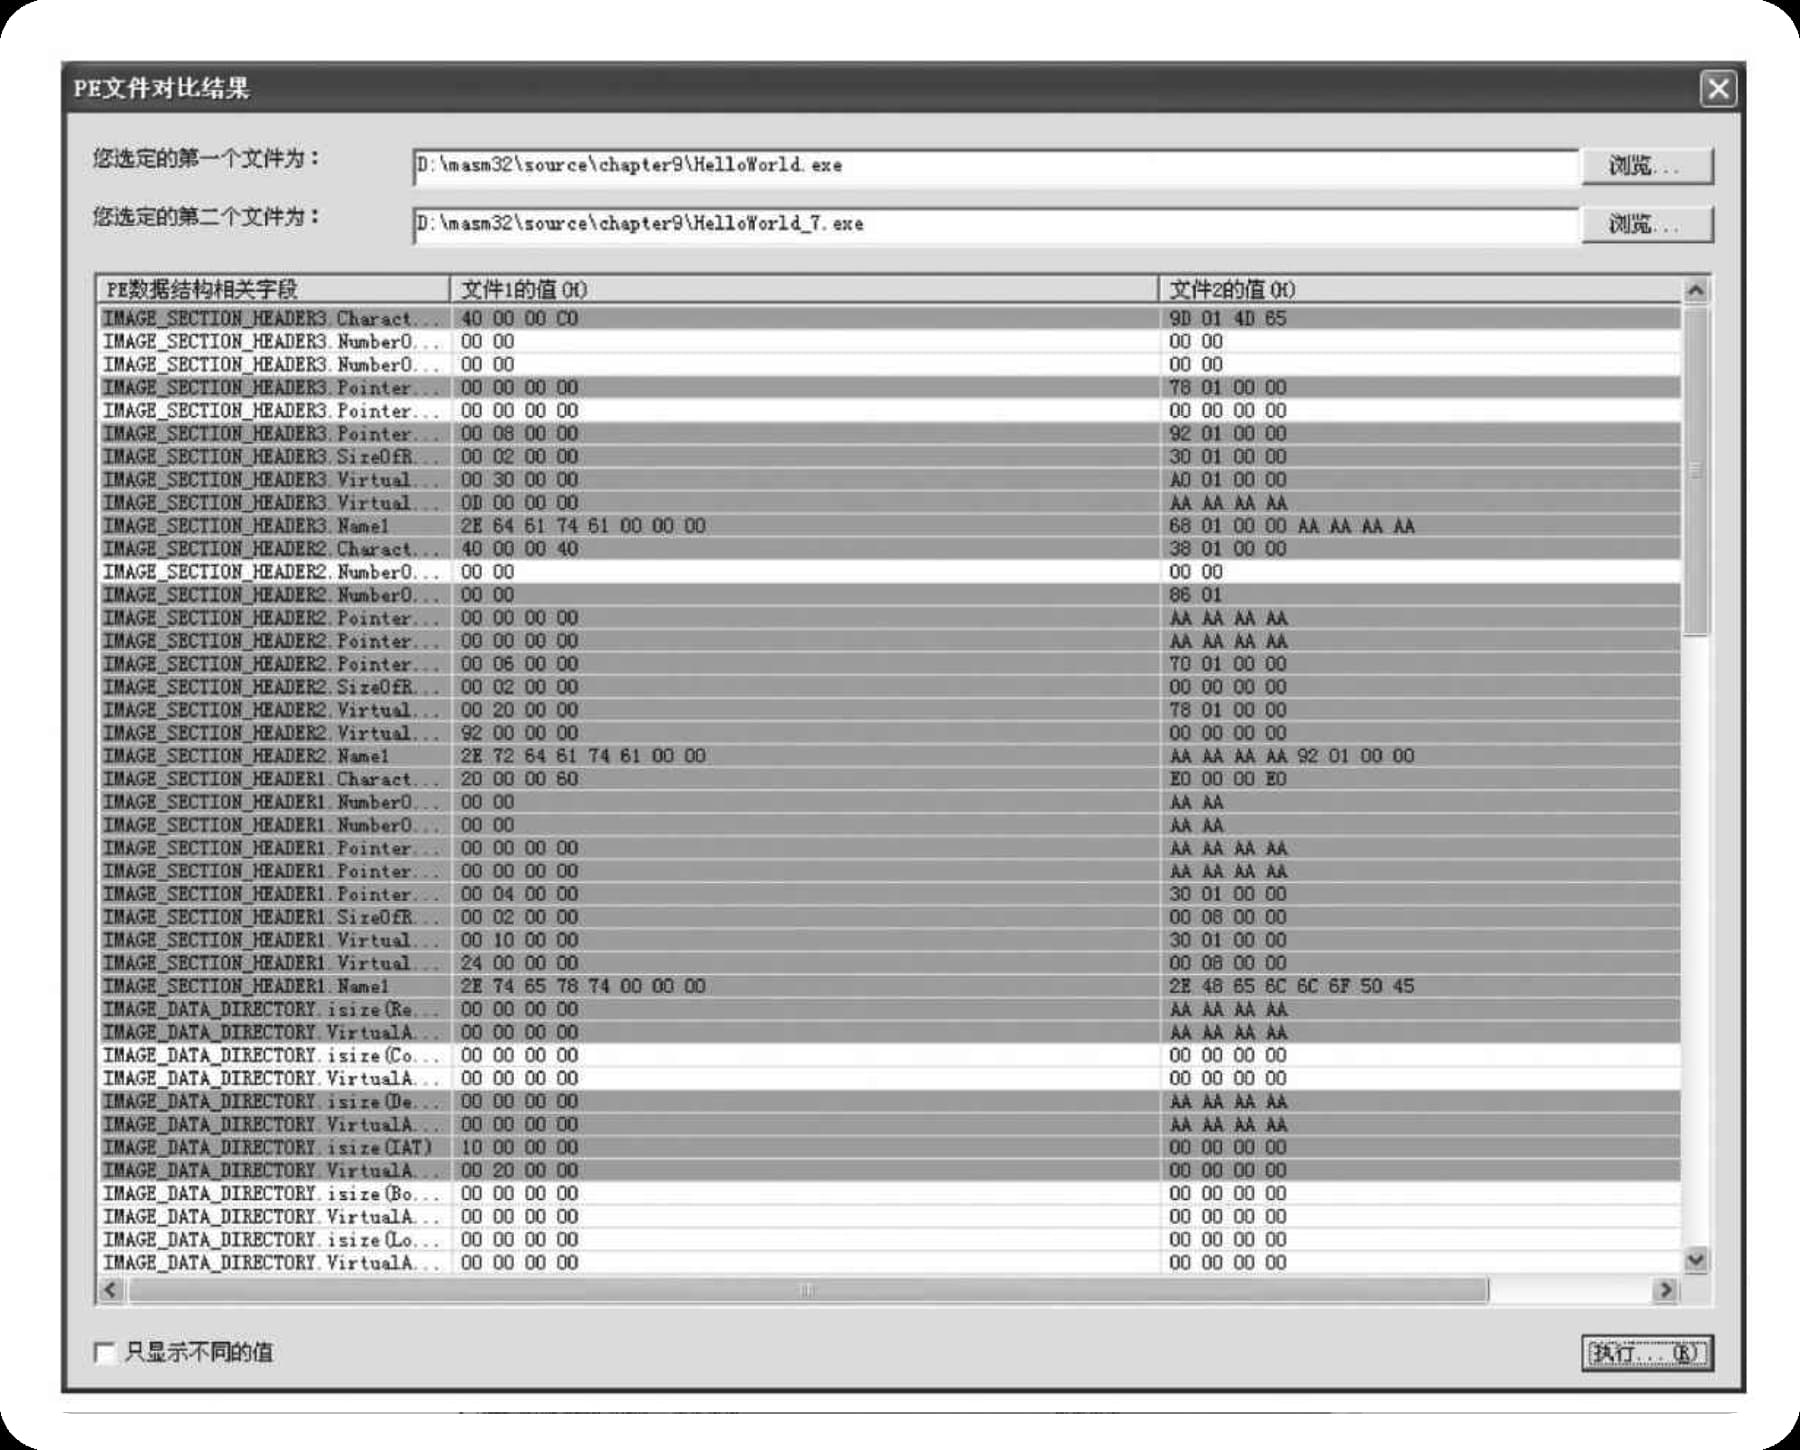 PE文件对比结果
您选定的第一个文件为： D:\masm32\source\chapter9\HelloWorld.exe 浏览...
您选定的第二个文件为： D:\masm32\source\chapter9\HelloWorld_7.exe 浏览...
PE数据结构相关字段 文件1的值(H) 文件2的值(H)
IMAGE_SECTION_HEADER3.Charact... 40 00 00 C0 9D 01 4D 65
IMAGE_SECTION_HEADER3.NumberO... 00 00 00 00
IMAGE_SECTION_HEADER3.NumberO... 00 00 00 00
IMAGE_SECTION_HEADER3.Pointer... 00 00 00 00 78 01 00 00
IMAGE_SECTION_HEADER3.Pointer... 00 00 00 00 00 00 00 00
IMAGE_SECTION_HEADER3.Pointer... 00 08 00 00 92 01 00 00
IMAGE_SECTION_HEADER3.SizeOfR... 00 02 00 00 30 01 00 00
IMAGE_SECTION_HEADER3.Virtual... 00 30 00 00 A0 01 00 00
IMAGE_SECTION_HEADER3.Virtual... 0D 00 00 00 AA AA AA AA
IMAGE_SECTION_HEADER3.Name1 2E 64 61 74 61 00 00 00 68 01 00 00 AA AA AA AA
IMAGE_SECTION_HEADER2.Charact... 40 00 00 40 38 01 00 00
IMAGE_SECTION_HEADER2.NumberO... 00 00 00 00
IMAGE_SECTION_HEADER2.NumberO... 00 00 86 01
IMAGE_SECTION_HEADER2.Pointer... 00 00 00 00 AA AA AA AA
IMAGE_SECTION_HEADER2.Pointer... 00 00 00 00 AA AA AA AA
IMAGE_SECTION_HEADER2.Pointer... 00 06 00 00 70 01 00 00
IMAGE_SECTION_HEADER2.SizeOfR... 00 02 00 00 00 00 00 00
IMAGE_SECTION_HEADER2.Virtual... 00 20 00 00 78 01 00 00
IMAGE_SECTION_HEADER2.Virtual... 92 00 00 00 00 00 00 00
IMAGE_SECTION_HEADER2.Name1 2E 72 64 61 74 61 00 00 AA AA AA AA 92 01 00 00
IMAGE_SECTION_HEADER1.Charact... 20 00 00 60 E0 00 00 E0
IMAGE_SECTION_HEADER1.NumberO... 00 00 AA AA
IMAGE_SECTION_HEADER1.NumberO... 00 00 AA AA
IMAGE_SECTION_HEADER1.Pointer... 00 00 00 00 AA AA AA AA
IMAGE_SECTION_HEADER1.Pointer... 00 00 00 00 AA AA AA AA
IMAGE_SECTION_HEADER1.Pointer... 00 04 00 00 30 01 00 00
IMAGE_SECTION_HEADER1.SizeOfR... 00 02 00 00 00 08 00 00
IMAGE_SECTION_HEADER1.Virtual... 00 10 00 00 30 01 00 00
IMAGE_SECTION_HEADER1.Virtual... 24 00 00 00 00 08 00 00
IMAGE_SECTION_HEADER1.Name1 2E 74 65 78 74 00 00 00 2E 48 65 6C 6C 6F 50 45
IMAGE_DATA_DIRECTORY.isize(Re... 00 00 00 00 AA AA AA AA
IMAGE_DATA_DIRECTORY.VirtualA... 00 00 00 00 AA AA AA AA
IMAGE_DATA_DIRECTORY.isize(Co... 00 00 00 00 00 00 00 00
IMAGE_DATA_DIRECTORY.VirtualA... 00 00 00 00 00 00 00 00
IMAGE_DATA_DIRECTORY.isize(De... 00 00 00 00 AA AA AA AA
IMAGE_DATA_DIRECTORY.VirtualA... 00 00 00 00 AA AA AA AA
IMAGE_DATA_DIRECTORY.isize(IAT) 10 00 00 00 00 00 00 00
IMAGE_DATA_DIRECTORY.VirtualA... 00 20 00 00 00 00 00 00
IMAGE_DATA_DIRECTORY.isize(Bo... 00 00 00 00 00 00 00 00
IMAGE_DATA_DIRECTORY.VirtualA... 00 00 00 00 00 00 00 00
IMAGE_DATA_DIRECTORY.isize(Lo... 00 00 00 00 00 00 00 00
IMAGE_DATA_DIRECTORY.VirtualA... 00 00 00 00 00 00 00 00
只显示不同的值 执行...(R)